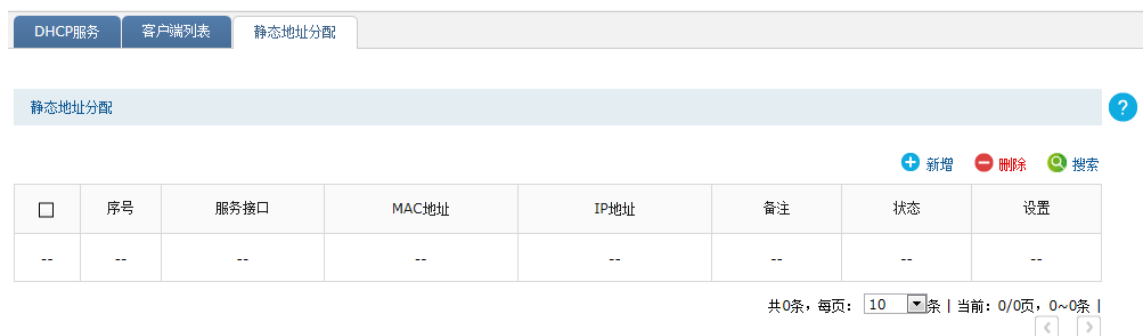 DHCP服务 客户端列表 静态地址分配
静态地址分配 ?
新增 删除 搜索
序号 服务接口 MAC地址 IP地址 备注 状态 设置
-- -- -- -- -- -- -- --
共0条，每页： 10 条 | 当前：0/0页，0~0条 |
< >